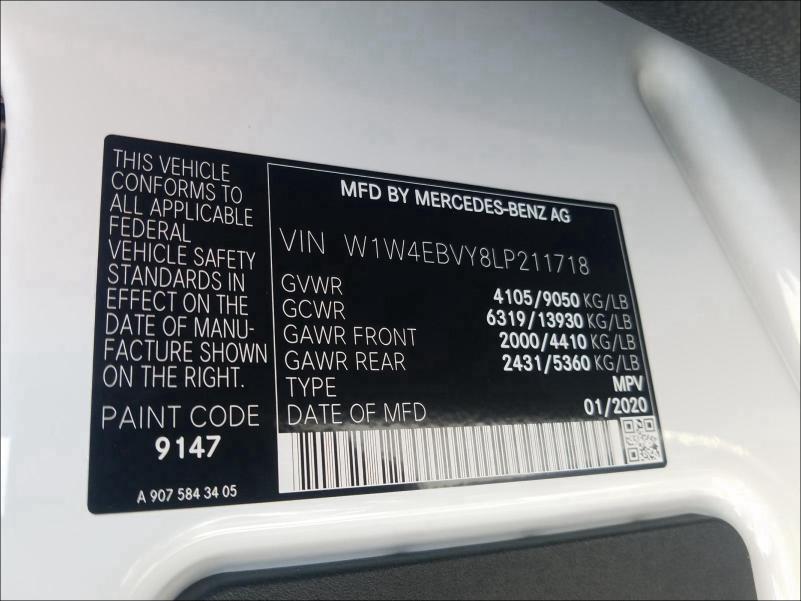 THIS VEHICLE
CONFORMS TO
ALL APPLICABLE
FEDERAL
VEHICLE SAFETY
STANDARDS IN
EFFECT ON THE
DATE OF MANU-
FACTURE SHOWN
ON THE RIGHT.
PAINT CODE
9147
A 907 584 34 05
MFD BY MERCEDES-BENZ AG
VIN W1W4EBVY8LP211718
GVWR 4105/9050 KG/LB
GCWR 6319/13930 KG/LB
GAWR FRONT 2000/4410 KG/LB
GAWR REAR 2431/5360 KG/LB
TYPE MPV
DATE OF MFD 01/2020